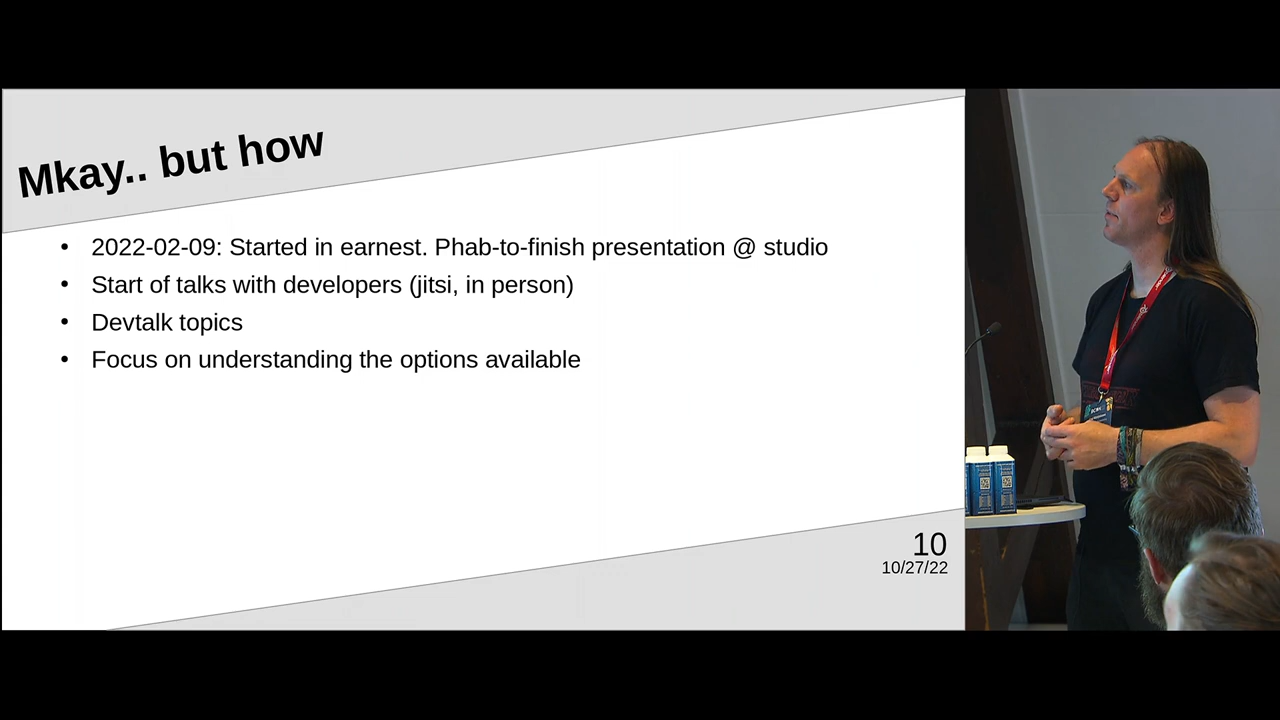 Mkay.. but how
• 2022-02-09: Started in earnest. Phab-to-finish presentation @ studio
• Start of talks with developers (jitsi, in person)
• Devtalk topics
• Focus on understanding the options available
10
10/27/22